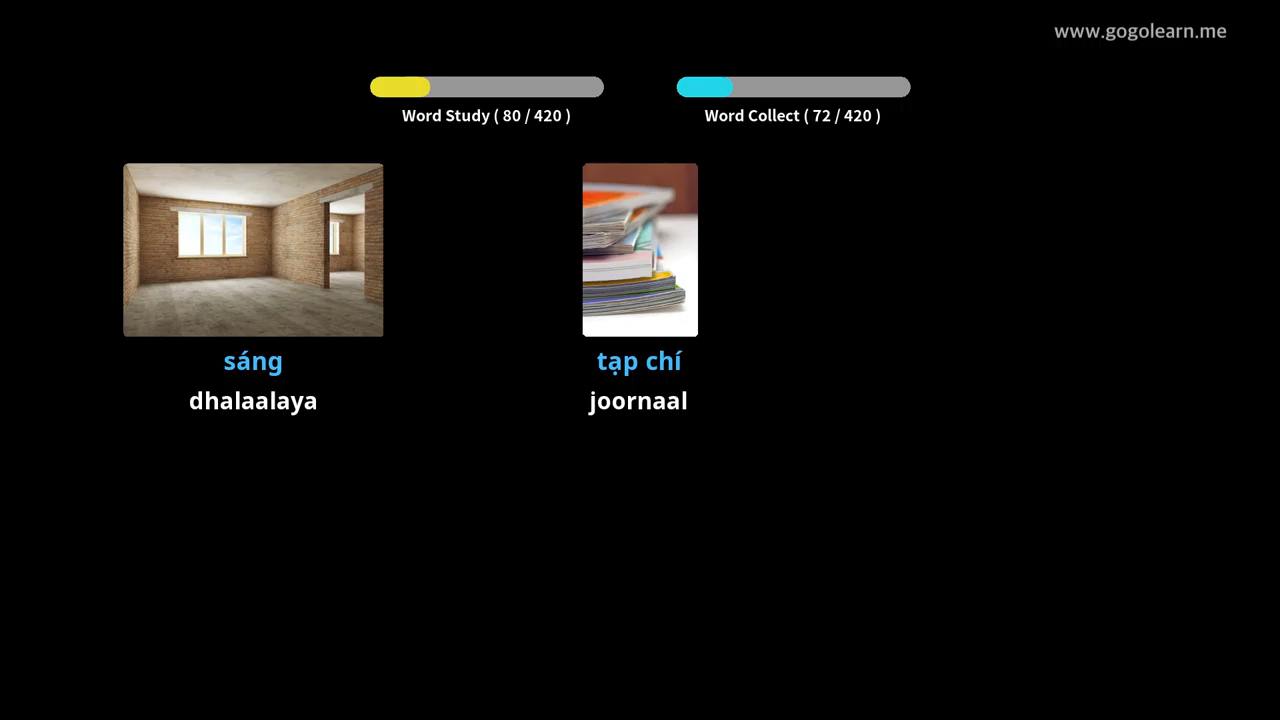 www.gogolearn.me
Word Study ( 80 / 420 )
Word Collect ( 72 / 420 )
sáng
dhalaalaya
tạp chí
joornaal